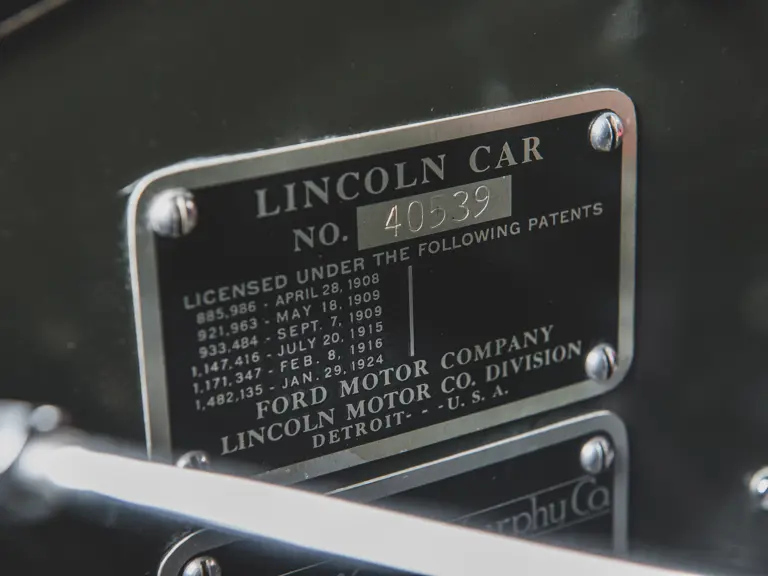 LINCOLN CAR
NO. 40539
LICENSED UNDER THE FOLLOWING PATENTS
885,986 - APRIL 28, 1908
921,963 - MAY 18, 1909
933,484 - SEPT. 7, 1909
1,147,416 - JULY 20, 1915
1,171,347 - FEB. 8, 1916
1,482,135 - JAN. 29, 1924
FORD MOTOR COMPANY
LINCOLN MOTOR CO. DIVISION
DETROIT- - -U. S. A.
Co